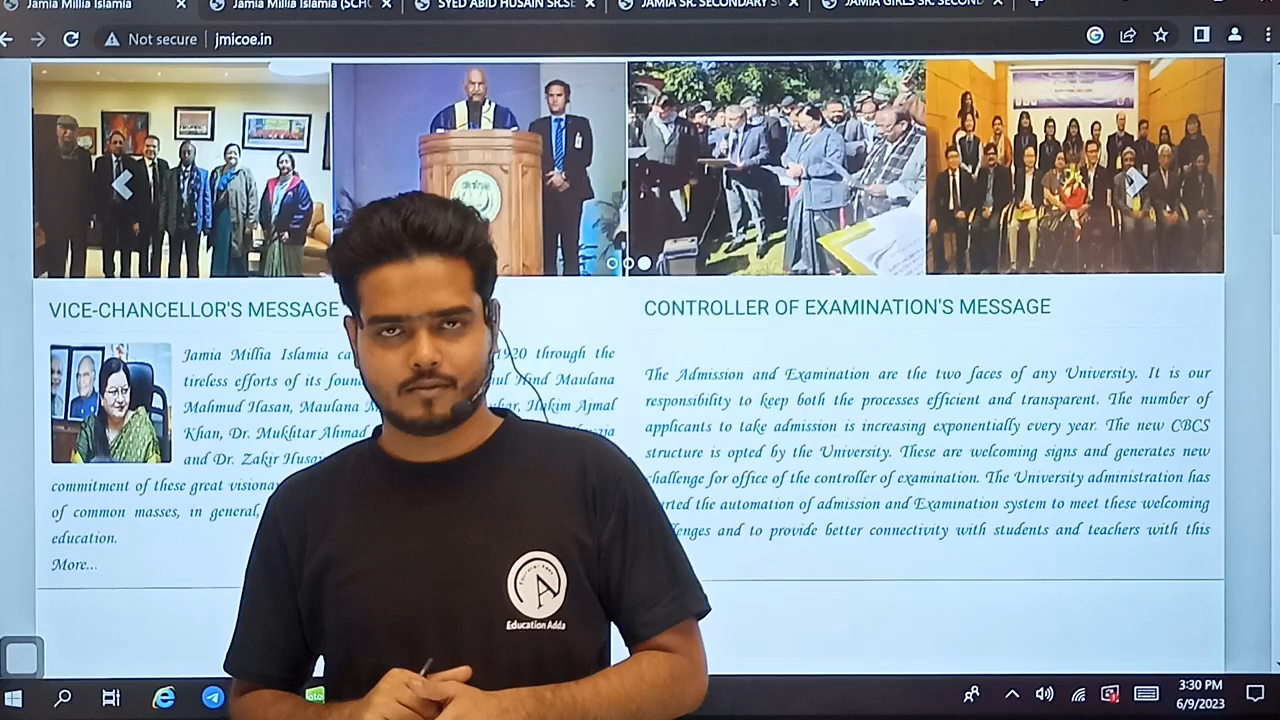 Jamia Millia Islamia
Jamia Millia Islamia (SCHO
SYED ABID HUSAIN SR.SE
JAMIA SR. SECONDARY S
JAMIA GIRLS SR. SECOND
Not secure
jmicoe.in
VICE-CHANCELLOR'S MESSAGE
Jamia Millia Islamia ca 1920 through the
tireless efforts of its foun ul Hind Maulana
Mahmud Hasan, Maulana M Hakim Ajmal
Khan, Dr. Mukhtar Ahmad
and Dr. Zakir Husai
commitment of these great visionar
of common masses, in general,
education.
More...
CONTROLLER OF EXAMINATION'S MESSAGE
The Admission and Examination are the two faces of any University. It is our
responsibility to keep both the processes efficient and transparent. The number of
applicants to take admission is increasing exponentially every year. The new CBCS
structure is opted by the University. These are welcoming signs and generates new
challenge for office of the controller of examination. The University administration has
rted the automation of admission and Examination system to meet these welcoming
enges and to provide better connectivity with students and teachers with this
A
Education Adda
3:30 PM
6/9/2023